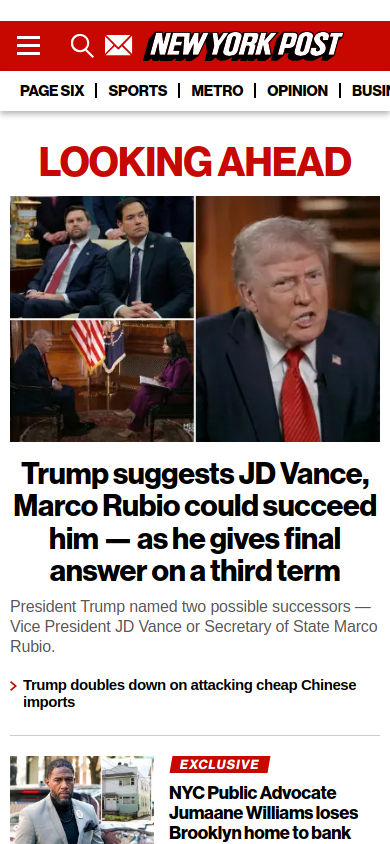 NEW YORK POST
PAGE SIX
SPORTS
METRO
OPINION
BUSIN
LOOKING AHEAD
Trump suggests JD Vance,
Marco Rubio could succeed
him — as he gives final
answer on a third term
President Trump named two possible successors —
Vice President JD Vance or Secretary of State Marco
Rubio.
Trump doubles down on attacking cheap Chinese
imports
EXCLUSIVE
NYC Public Advocate
Jumaane Williams loses
Brooklyn home to bank